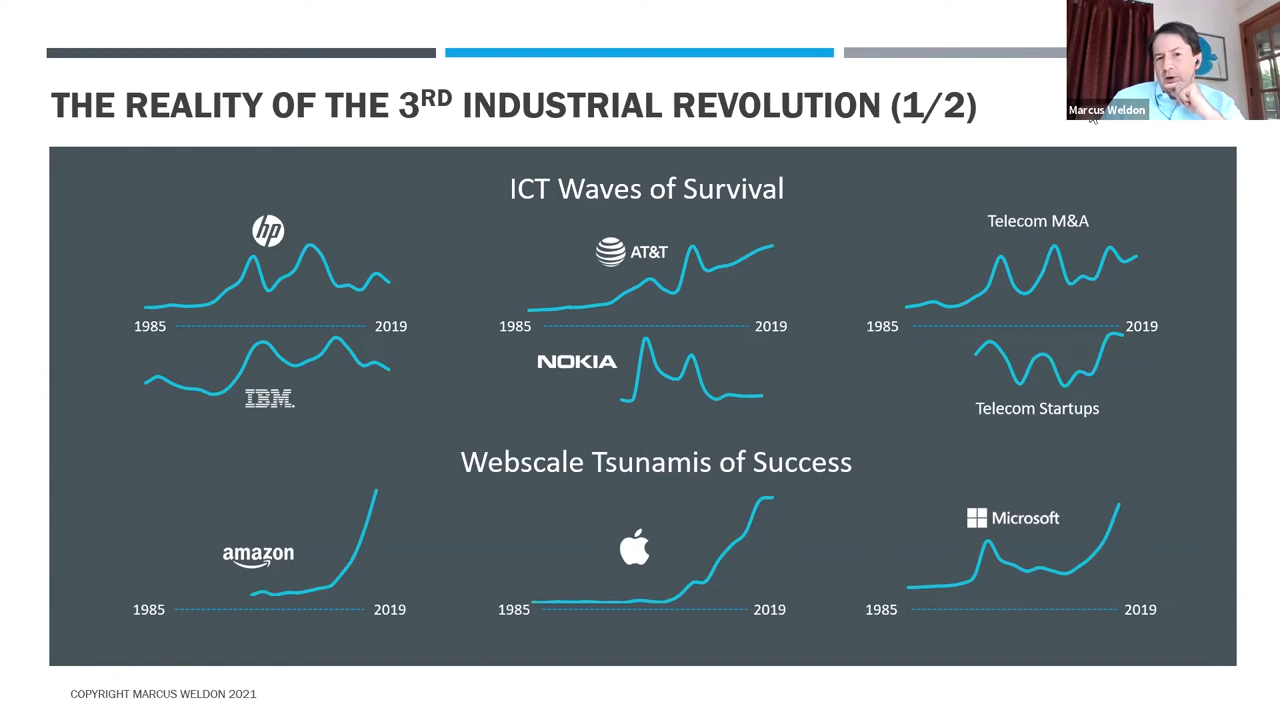 THE REALITY OF THE 3RD INDUSTRIAL REVOLUTION (1/2)
Marcus Weldon
ICT Waves of Survival
hp
AT&T
Telecom M&A
1985
2019
1985
2019
1985
2019
IBM
NOKIA
Telecom Startups
Webscale Tsunamis of Success
amazon
Microsoft
1985
2019
1985
2019
1985
2019
COPYRIGHT MARCUS WELDON 2021